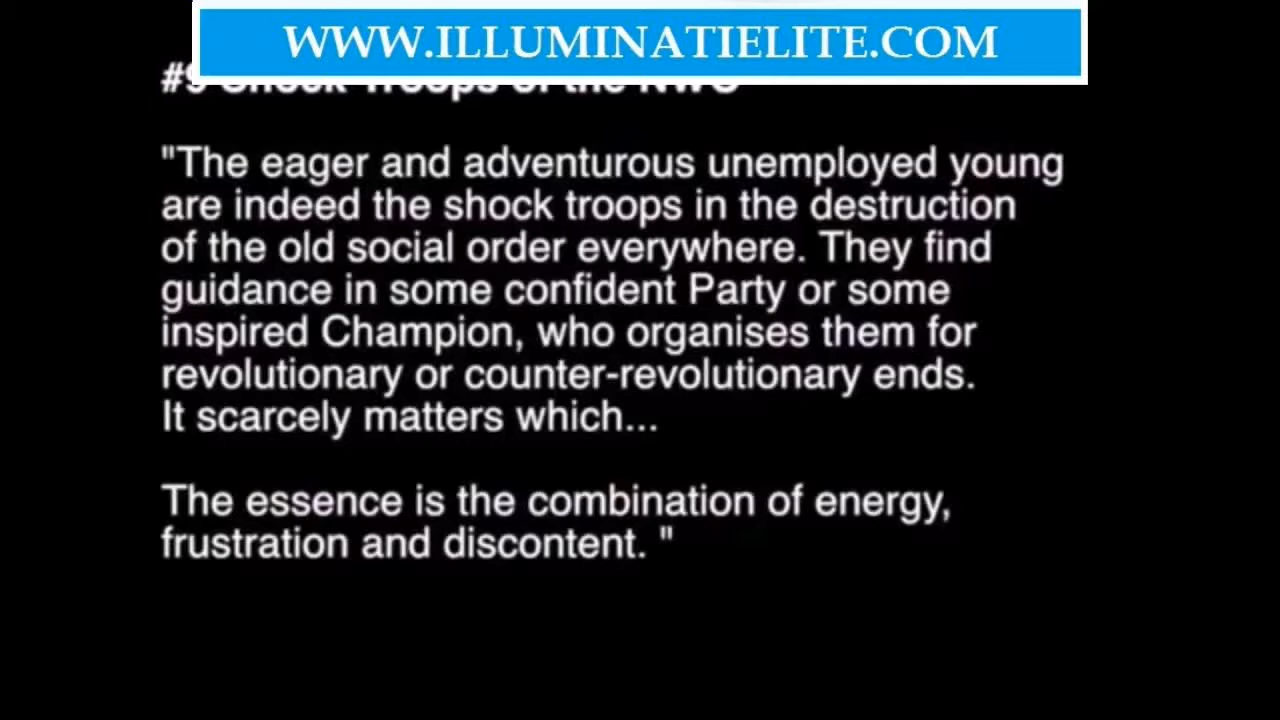 WWW.ILLUMINATIELITE.COM
#9 Shock Troops of the NWO
"The eager and adventurous unemployed young
are indeed the shock troops in the destruction
of the old social order everywhere. They find
guidance in some confident Party or some
inspired Champion, who organises them for
revolutionary or counter-revolutionary ends.
It scarcely matters which...
The essence is the combination of energy,
frustration and discontent. "